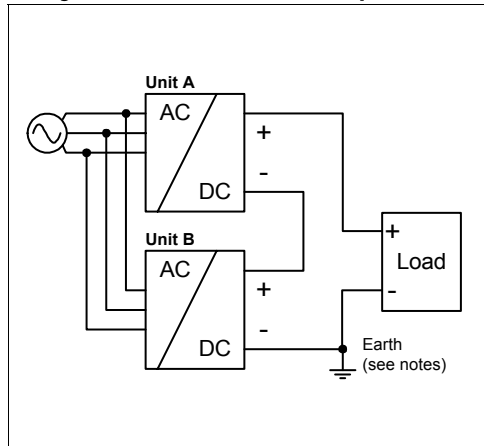 Unit A
AC
+
-
DC
Unit B
AC
+
-
DC
+
Load
-
Earth
(see notes)